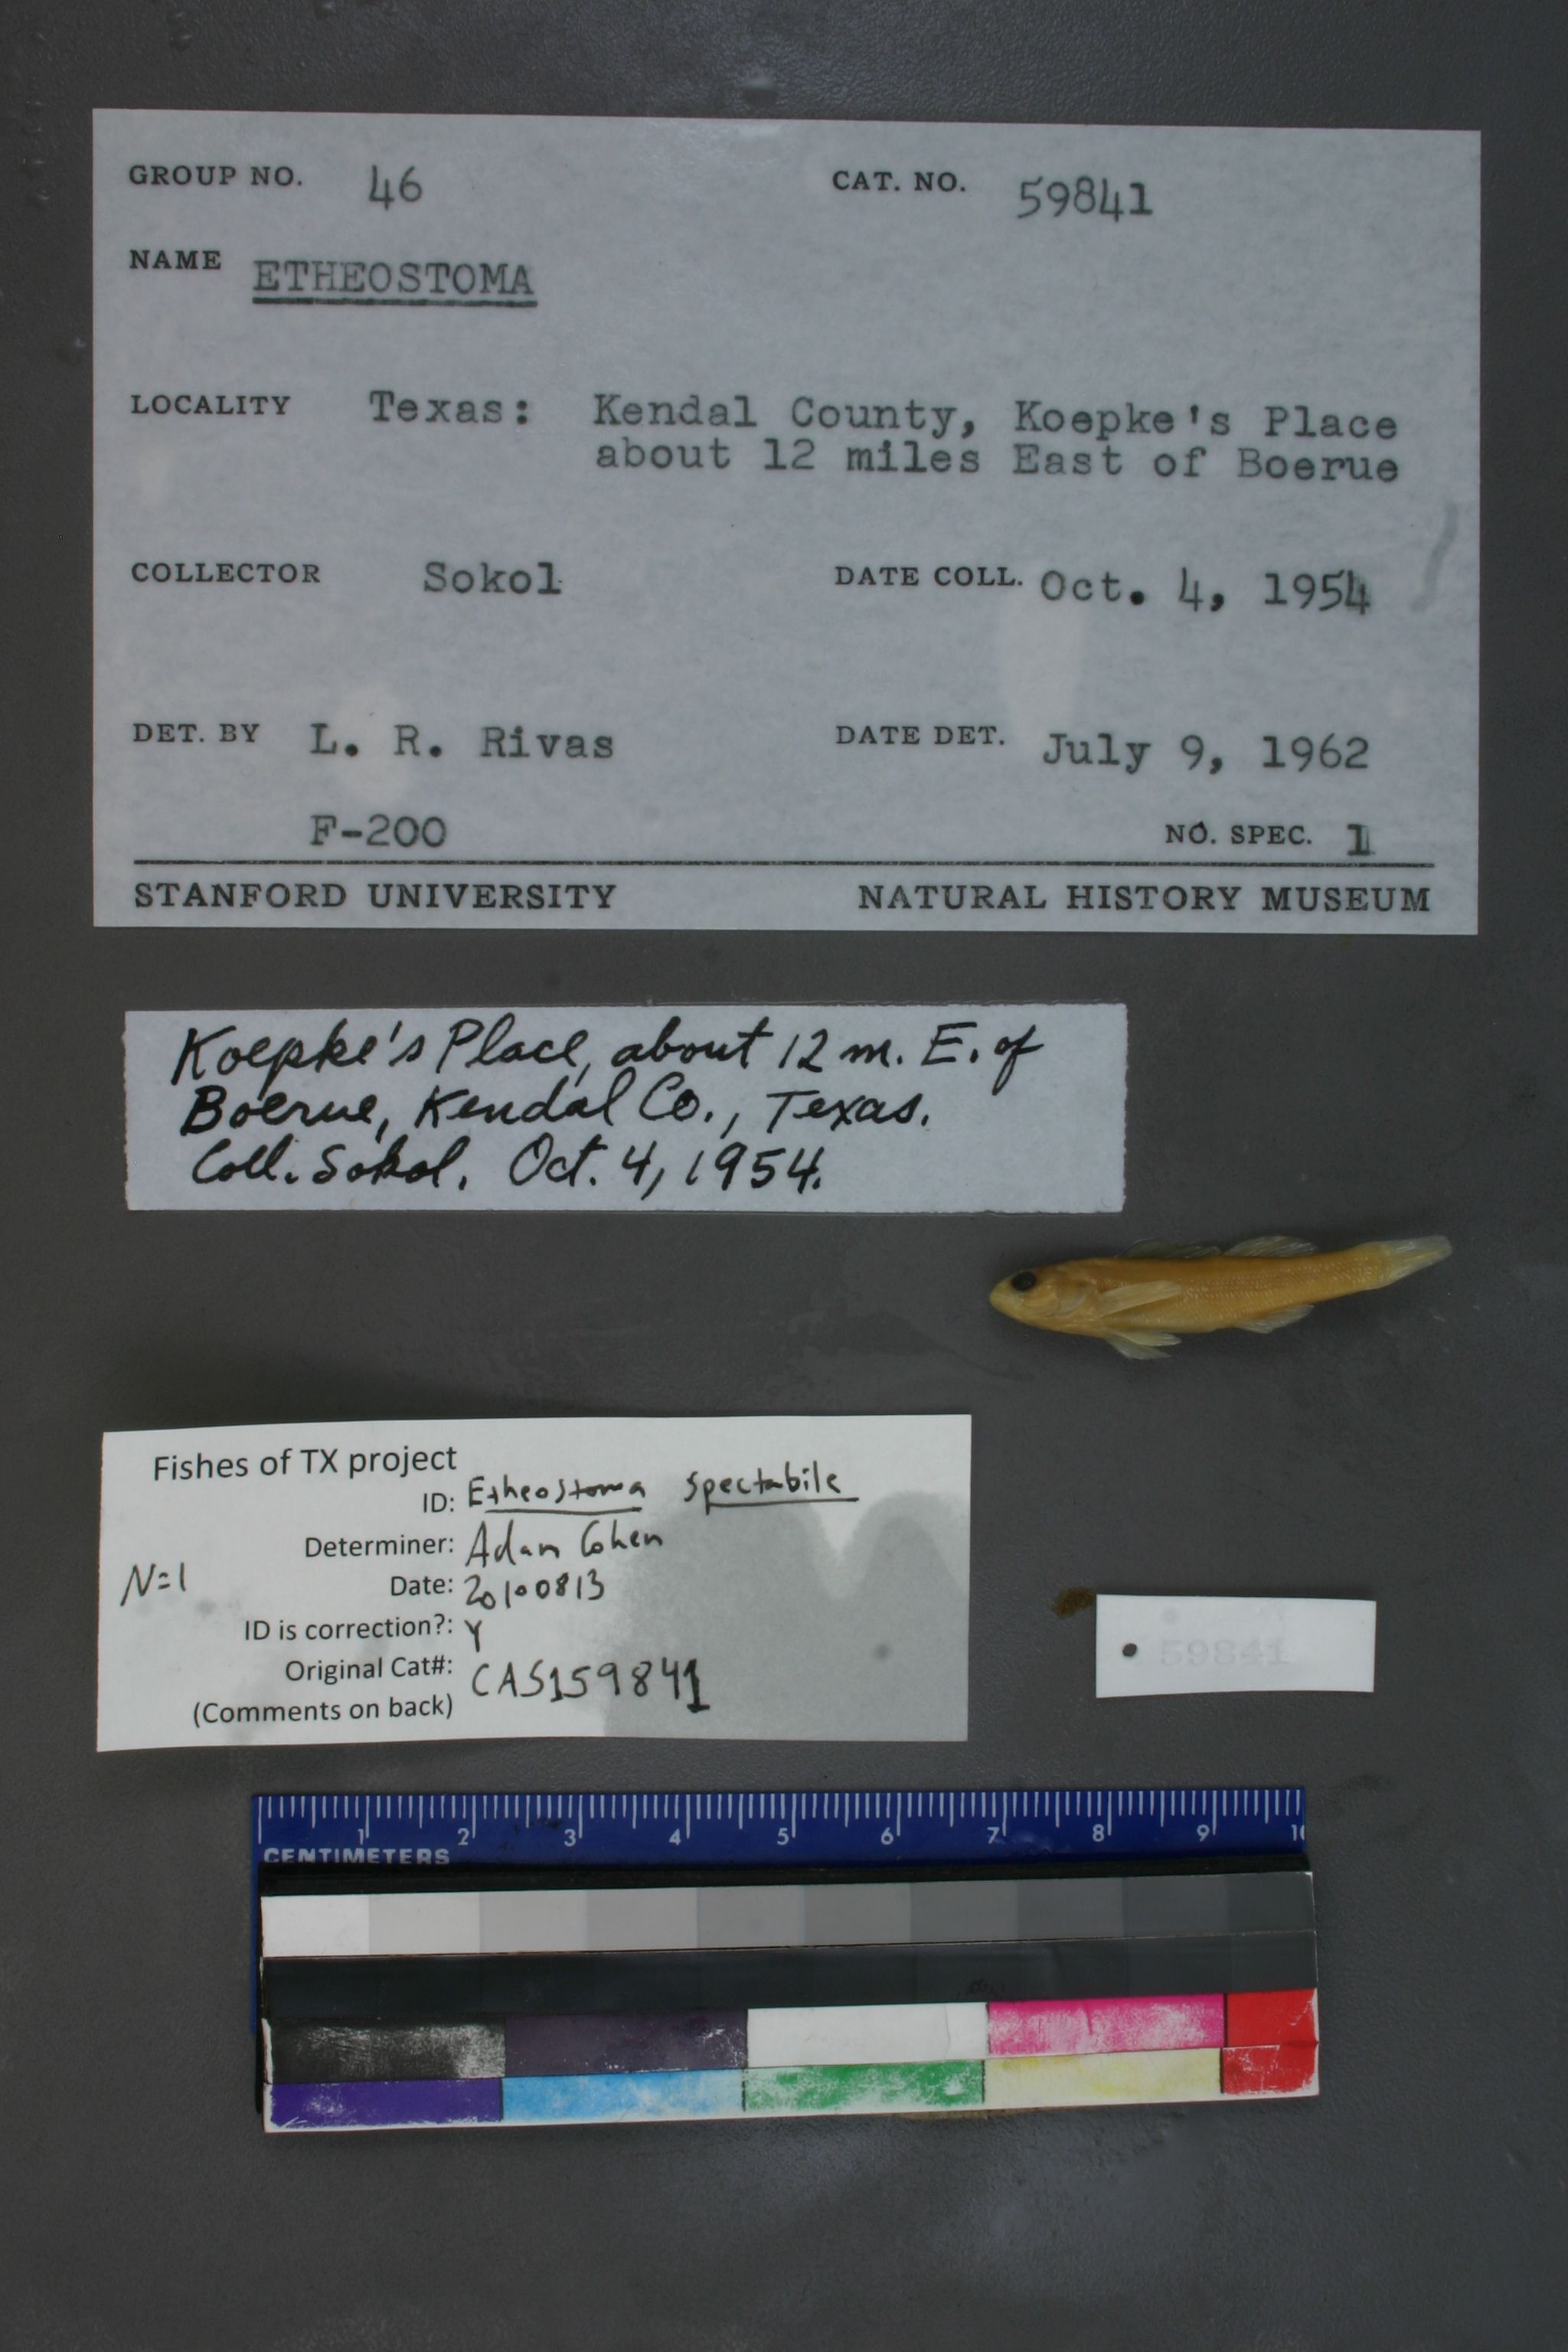 GROUP NO. 46 CAT. NO. 59841
NAME ETHEOSTOMA
LOCALITY Texas: Kendal County, Koepke's Place
about 12 miles East of Boerue
COLLECTOR Sokol DATE COLL. Oct. 4, 1954
DET. BY L. R. Rivas DATE DET. July 9, 1962
F-200 NO. SPEC. 1
STANFORD UNIVERSITY NATURAL HISTORY MUSEUM
Koepke's Place, about 12 m. E. of
Boerue, Kendal Co., Texas.
Coll. Sokol. Oct. 4, 1954.
Fishes of TX project
ID: Etheostoma spectabile
Determiner: Adam Cohen
N=1 Date: 20100813
ID is correction?: Y
Original Cat#: CAS159841
(Comments on back)
59841
1 2 3 4 5 6 7 8 9 10
CENTIMETERS